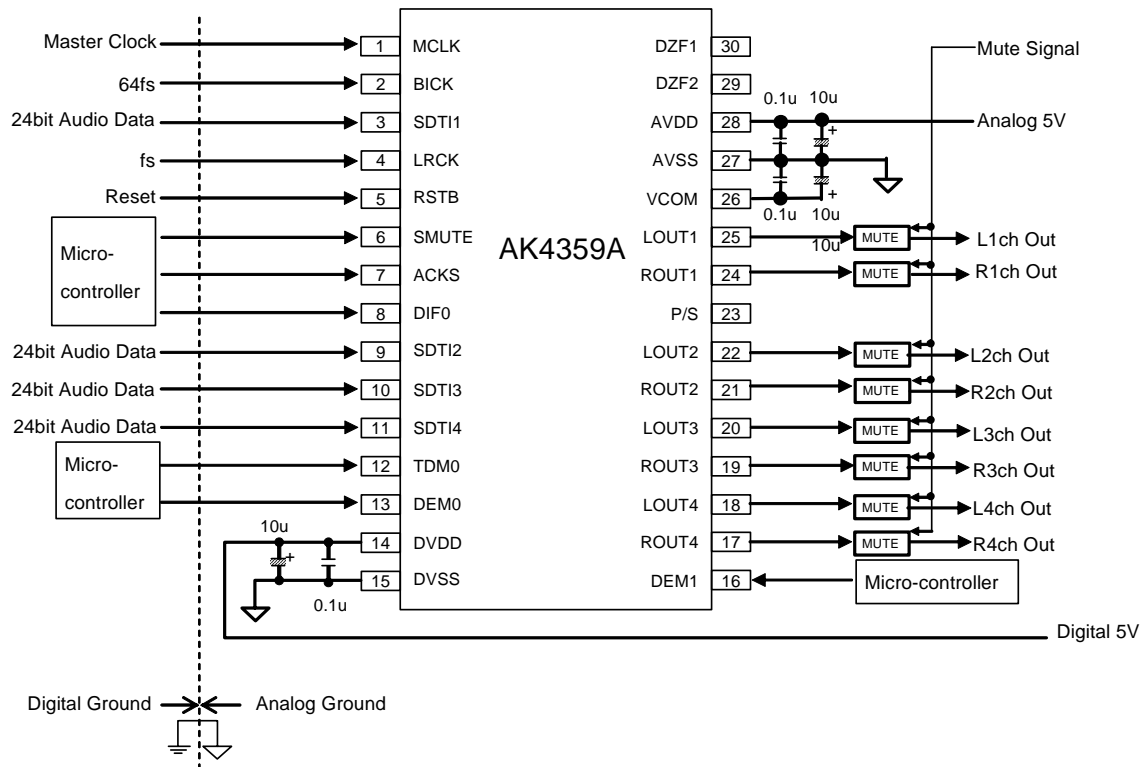 Master Clock
64fs
24bit Audio Data
fs
Reset
Micro-
controller
24bit Audio Data
24bit Audio Data
24bit Audio Data
Micro-
controller
1 MCLK
2 BICK
3 SDTI1
4 LRCK
5 RSTB
6 SMUTE
7 ACKS
8 DIF0
9 SDTI2
10 SDTI3
11 SDTI4
12 TDM0
13 DEM0
14 DVDD
15 DVSS
10u
+
0.1u
AK4359A
DZF1 30
DZF2 29
AVDD 28
AVSS 27
VCOM 26
LOUT1 25
ROUT1 24
P/S 23
LOUT2 22
ROUT2 21
LOUT3 20
ROUT3 19
LOUT4 18
ROUT4 17
DEM1 16
Mute Signal
0.1u 10u
+
Analog 5V
+
0.1u 10u
10u
MUTE L1ch Out
MUTE R1ch Out
MUTE L2ch Out
MUTE R2ch Out
MUTE L3ch Out
MUTE R3ch Out
MUTE L4ch Out
MUTE R4ch Out
Micro-controller
Digital 5V
Digital Ground
Analog Ground